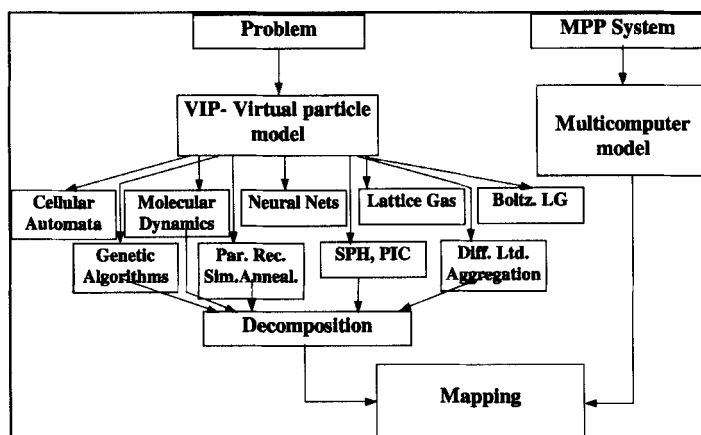 Problem
MPP System
VIP- Virtual particle
model
Multicomputer
model
Cellular
Automata
Molecular
Dynamics
Neural Nets
Lattice Gas
Boltz. LG
Genetic
Algorithms
Par. Rec.
Sim.Anneal.
SPH, PIC
Diff. Ltd.
Aggregation
Decomposition
Mapping